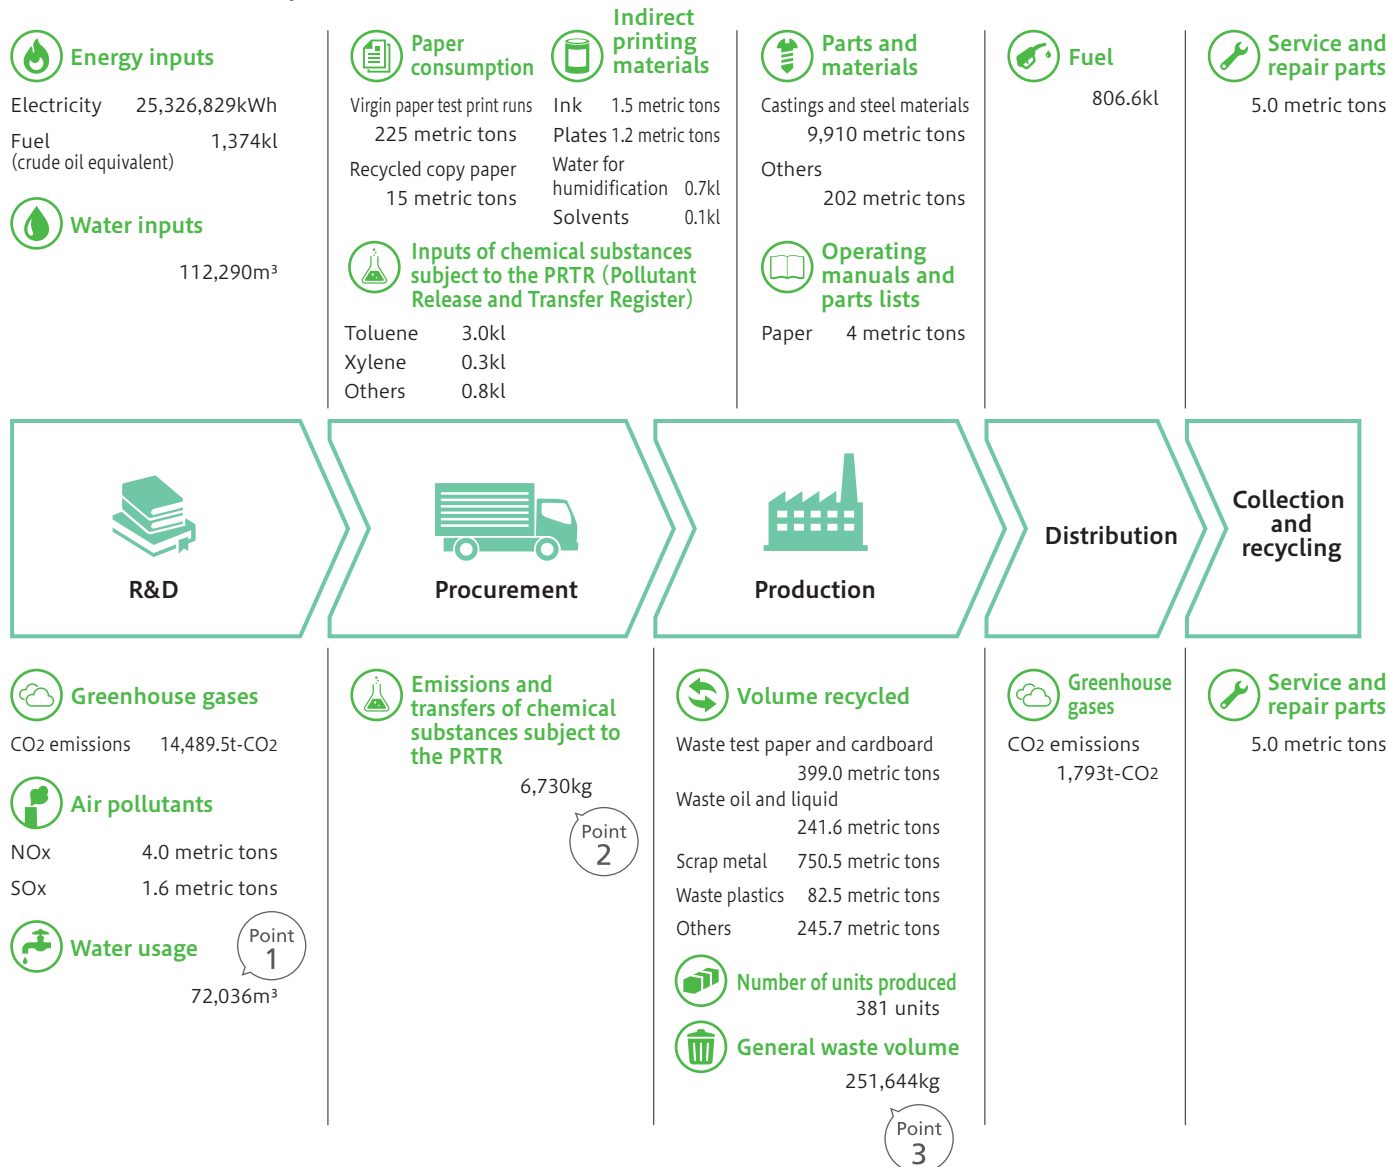 Energy inputs
Electricity 25,326,829kWh
Fuel 1,374kl
(crude oil equivalent)
Water inputs
112,290m³
Paper
consumption
Virgin paper test print runs
225 metric tons
Recycled copy paper
15 metric tons
Indirect
printing
materials
Ink 1.5 metric tons
Plates 1.2 metric tons
Water for
humidification 0.7kl
Solvents 0.1kl
Inputs of chemical substances
subject to the PRTR (Pollutant
Release and Transfer Register)
Toluene 3.0kl
Xylene 0.3kl
Others 0.8kl
Parts and
materials
Castings and steel materials
9,910 metric tons
Others
202 metric tons
Operating
manuals and
parts lists
Paper 4 metric tons
Fuel
806.6kl
Service and
repair parts
5.0 metric tons
R&D
Procurement
Production
Distribution
Collection
and
recycling
Greenhouse gases
CO2 emissions 14,489.5t-CO2
Air pollutants
NOx 4.0 metric tons
SOx 1.6 metric tons
Water usage
Point
1
72,036m³
Emissions and
transfers of chemical
substances subject to
the PRTR
6,730kg
Point
2
Volume recycled
Waste test paper and cardboard
399.0 metric tons
Waste oil and liquid
241.6 metric tons
Scrap metal 750.5 metric tons
Waste plastics 82.5 metric tons
Others 245.7 metric tons
Number of units produced
381 units
General waste volume
251,644kg
Point
3
Greenhouse
gases
CO2 emissions
1,793t-CO2
Service and
repair parts
5.0 metric tons